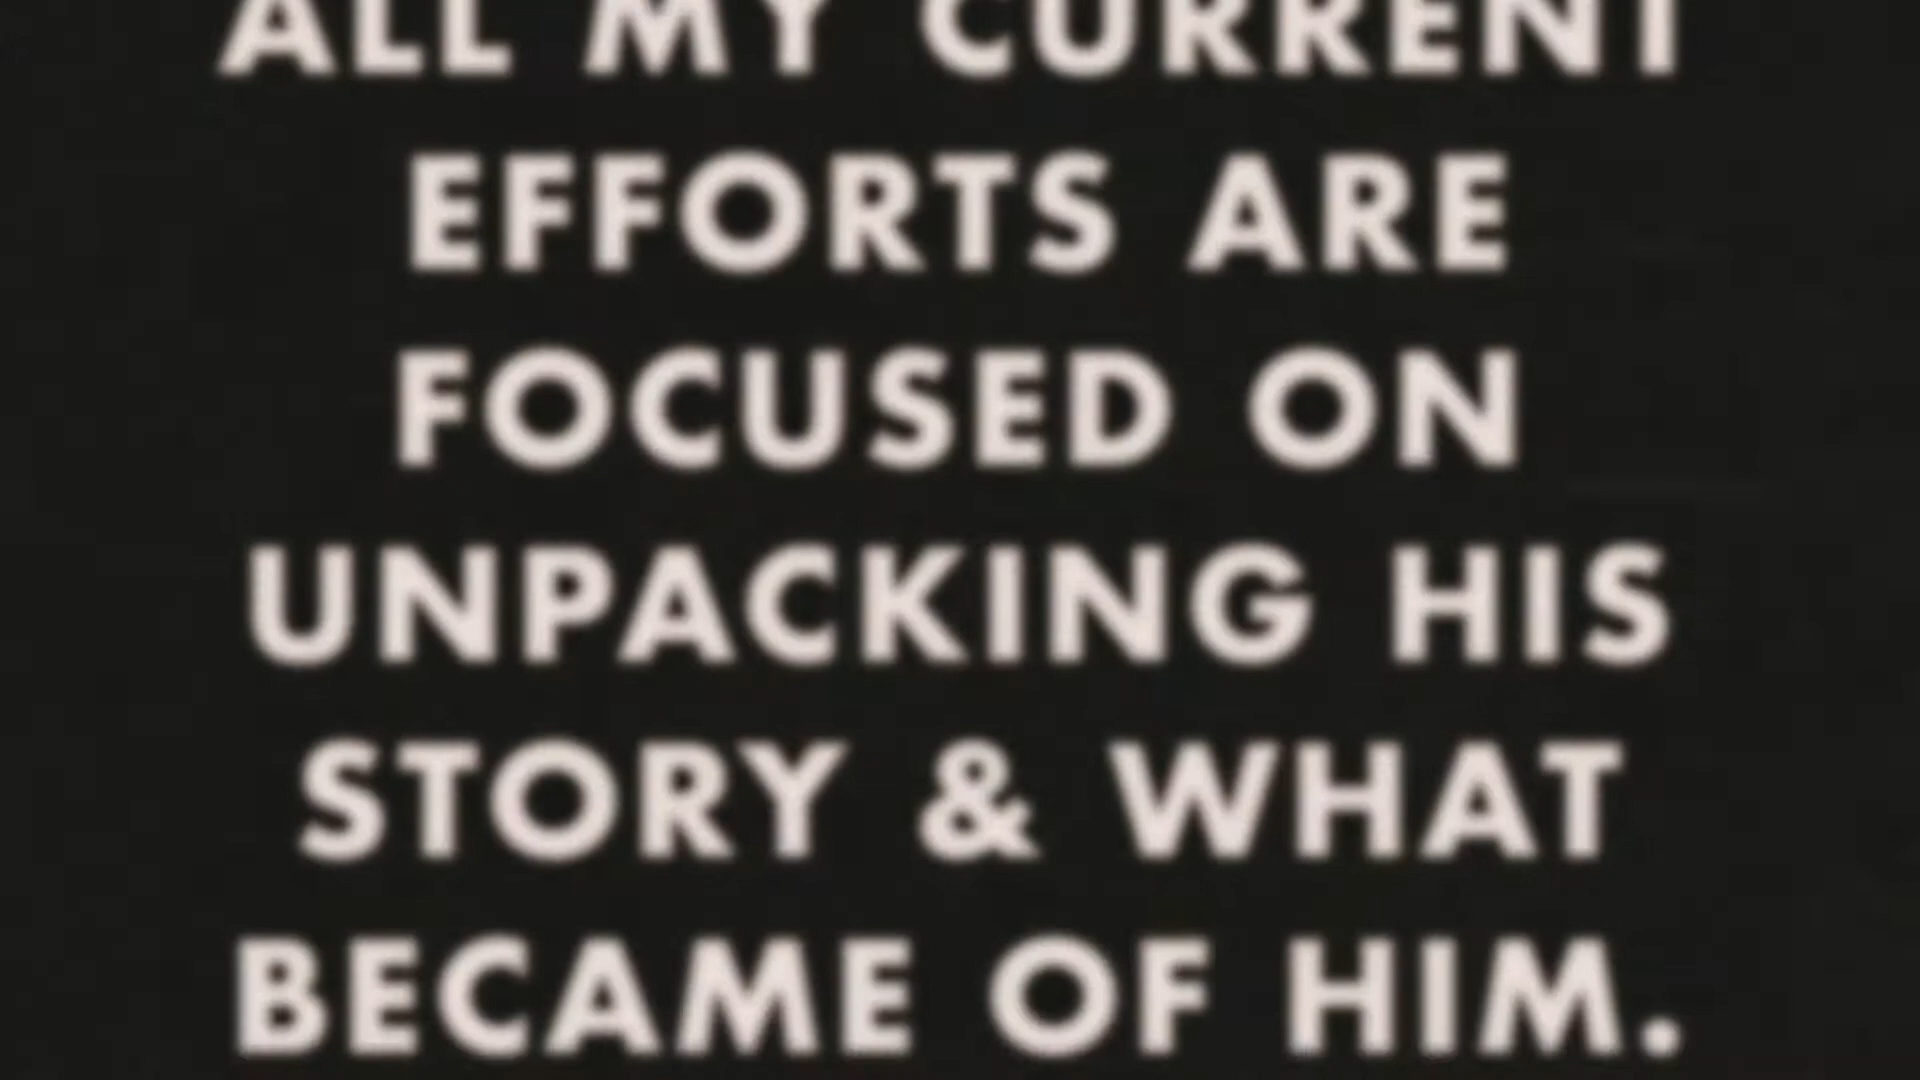 ALL MY CURRENT
EFFORTS ARE
FOCUSED ON
UNPACKING HIS
STORY & WHAT
BECAME OF HIM.